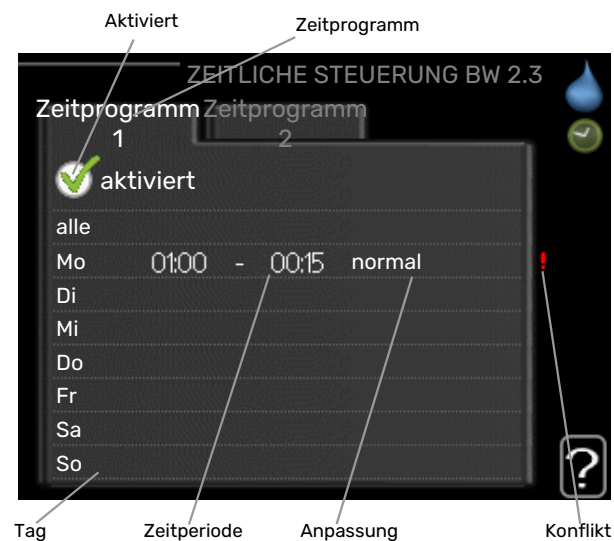 Aktiviert
Zeitprogramm
ZEITLICHE STEUERUNG BW 2.3
Zeitprogramm Zeitprogramm
1 2
aktiviert
alle
Mo 01:00 - 00:15 normal !
Di
Mi
Do
Fr
Sa
So
?
Tag Zeitperiode Anpassung Konflikt